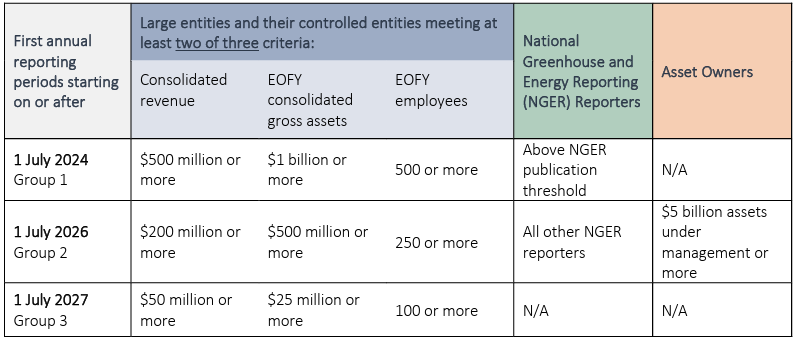 First annual
reporting
periods starting
on or after
Large entities and their controlled entities meeting at
least two of three criteria:
Consolidated
revenue
EOFY
consolidated
gross assets
EOFY
employees
National
Greenhouse and
Energy Reporting
(NGER) Reporters
Asset Owners
1 July 2024
Group 1
$500 million or
more
$1 billion or
more
500 or more
Above NGER
publication
threshold
N/A
1 July 2026
Group 2
$200 million or
more
$500 million or
more
250 or more
All other NGER
reporters
$5 billion assets
under
management or
more
1 July 2027
Group 3
$50 million or
more
$25 million or
more
100 or more
N/A
N/A